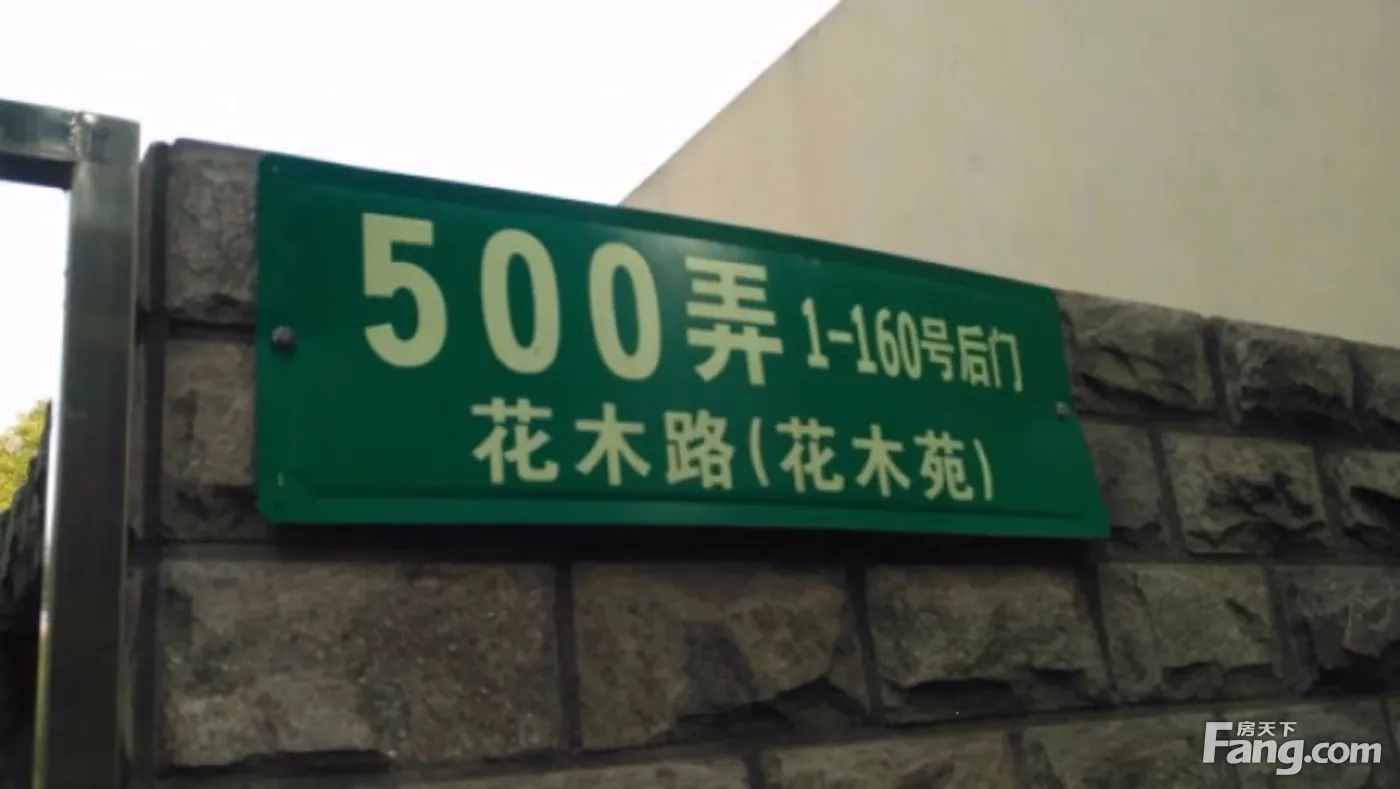 500弄 1-160号后门
花木路(花木苑)
房天下
Fang.com